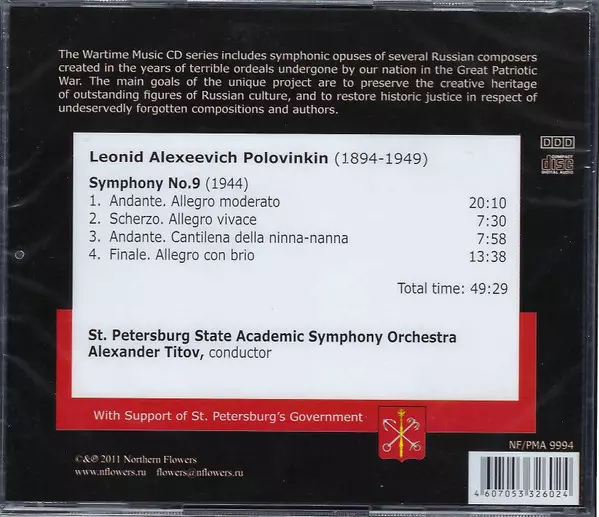 The Wartime Music CD series includes symphonic opuses of several Russian composers
created in the years of terrible ordeals undergone by our nation in the Great Patriotic
War. The main goals of the unique project are to preserve the creative heritage
of outstanding figures of Russian culture, and to restore historic justice in respect of
undeservedly forgotten compositions and authors.
DDD
COMPACT
disc
DIGITAL AUDIO
Leonid Alexeevich Polovinkin (1894-1949)
Symphony No.9 (1944)
1. Andante. Allegro moderato 20:10
2. Scherzo. Allegro vivace 7:30
3. Andante. Cantilena della ninna-nanna 7:58
4. Finale. Allegro con brio 13:38
Total time: 49:29
St. Petersburg State Academic Symphony Orchestra
Alexander Titov, conductor
With Support of St. Petersburg's Government
©&℗ 2011 Northern Flowers
www.nflowers.ru flowers@nflowers.ru
NF/PMA 9994
4 607053 326024